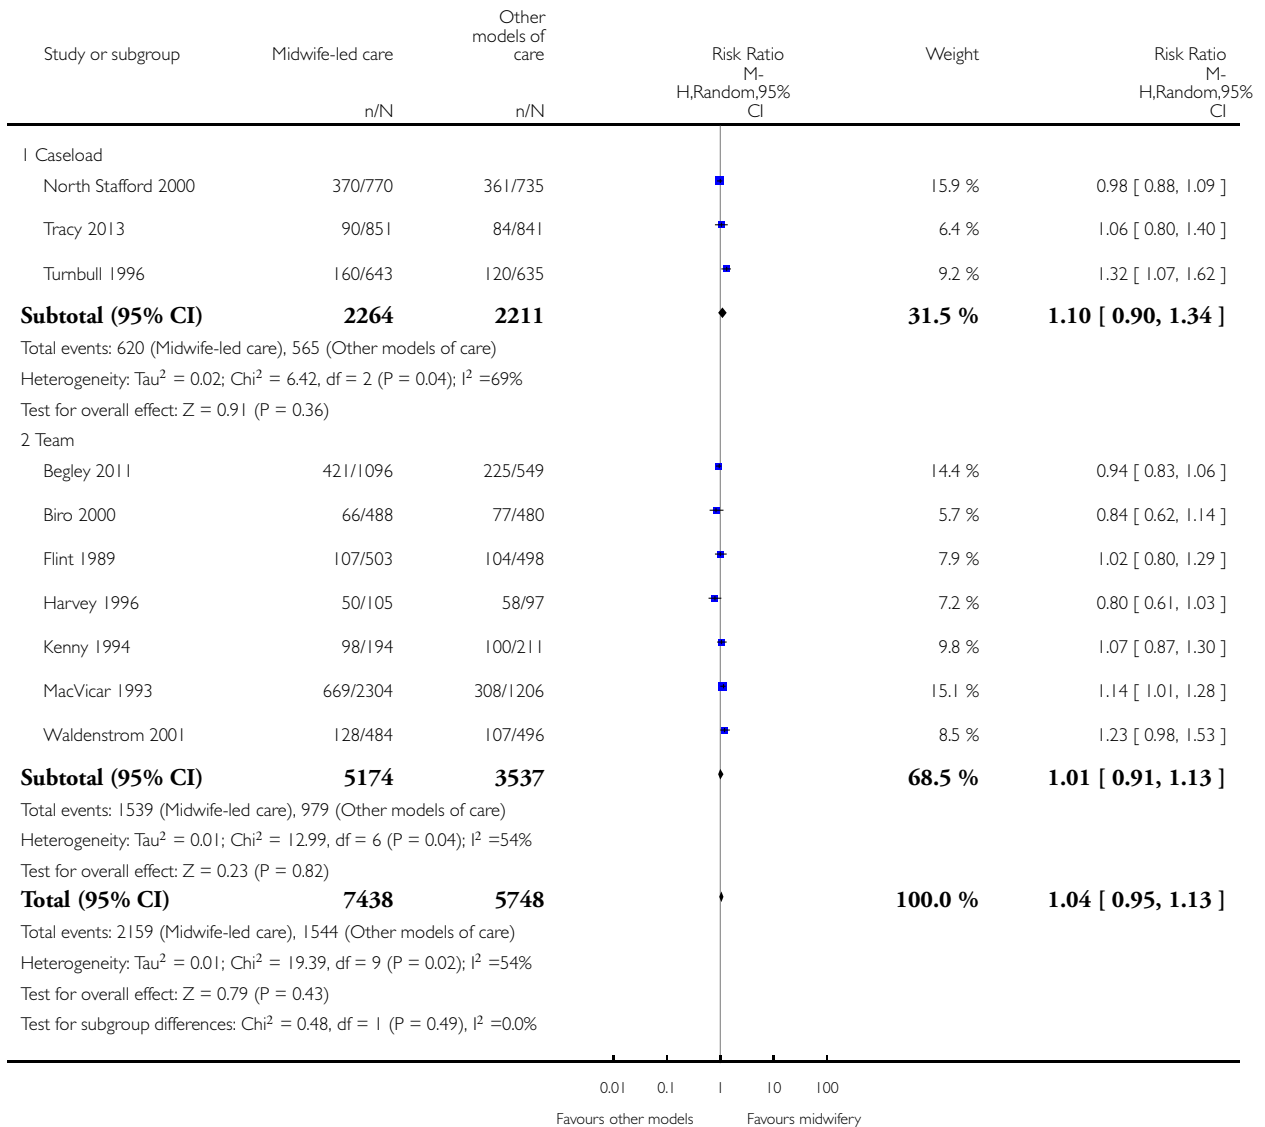 Study or subgroup Midwife-led care Other models of care Risk Ratio Weight Risk Ratio
n/N n/N M-H,Random,95% CI M-H,Random,95% CI
1 Caseload
North Stafford 2000 370/770 361/735 15.9 % 0.98 [ 0.88, 1.09 ]
Tracy 2013 90/851 84/841 6.4 % 1.06 [ 0.80, 1.40 ]
Turnbull 1996 160/643 120/635 9.2 % 1.32 [ 1.07, 1.62 ]
Subtotal (95% CI) 2264 2211 31.5 % 1.10 [ 0.90, 1.34 ]
Total events: 620 (Midwife-led care), 565 (Other models of care)
Heterogeneity: Tau² = 0.02; Chi² = 6.42, df = 2 (P = 0.04); I² =69%
Test for overall effect: Z = 0.91 (P = 0.36)
2 Team
Begley 2011 421/1096 225/549 14.4 % 0.94 [ 0.83, 1.06 ]
Biro 2000 66/488 77/480 5.7 % 0.84 [ 0.62, 1.14 ]
Flint 1989 107/503 104/498 7.9 % 1.02 [ 0.80, 1.29 ]
Harvey 1996 50/105 58/97 7.2 % 0.80 [ 0.61, 1.03 ]
Kenny 1994 98/194 100/211 9.8 % 1.07 [ 0.87, 1.30 ]
MacVicar 1993 669/2304 308/1206 15.1 % 1.14 [ 1.01, 1.28 ]
Waldenstrom 2001 128/484 107/496 8.5 % 1.23 [ 0.98, 1.53 ]
Subtotal (95% CI) 5174 3537 68.5 % 1.01 [ 0.91, 1.13 ]
Total events: 1539 (Midwife-led care), 979 (Other models of care)
Heterogeneity: Tau² = 0.01; Chi² = 12.99, df = 6 (P = 0.04); I² =54%
Test for overall effect: Z = 0.23 (P = 0.82)
Total (95% CI) 7438 5748 100.0 % 1.04 [ 0.95, 1.13 ]
Total events: 2159 (Midwife-led care), 1544 (Other models of care)
Heterogeneity: Tau² = 0.01; Chi² = 19.39, df = 9 (P = 0.02); I² =54%
Test for overall effect: Z = 0.79 (P = 0.43)
Test for subgroup differences: Chi² = 0.48, df = 1 (P = 0.49), I² =0.0%
0.01 0.1 1 10 100
Favours other models Favours midwifery